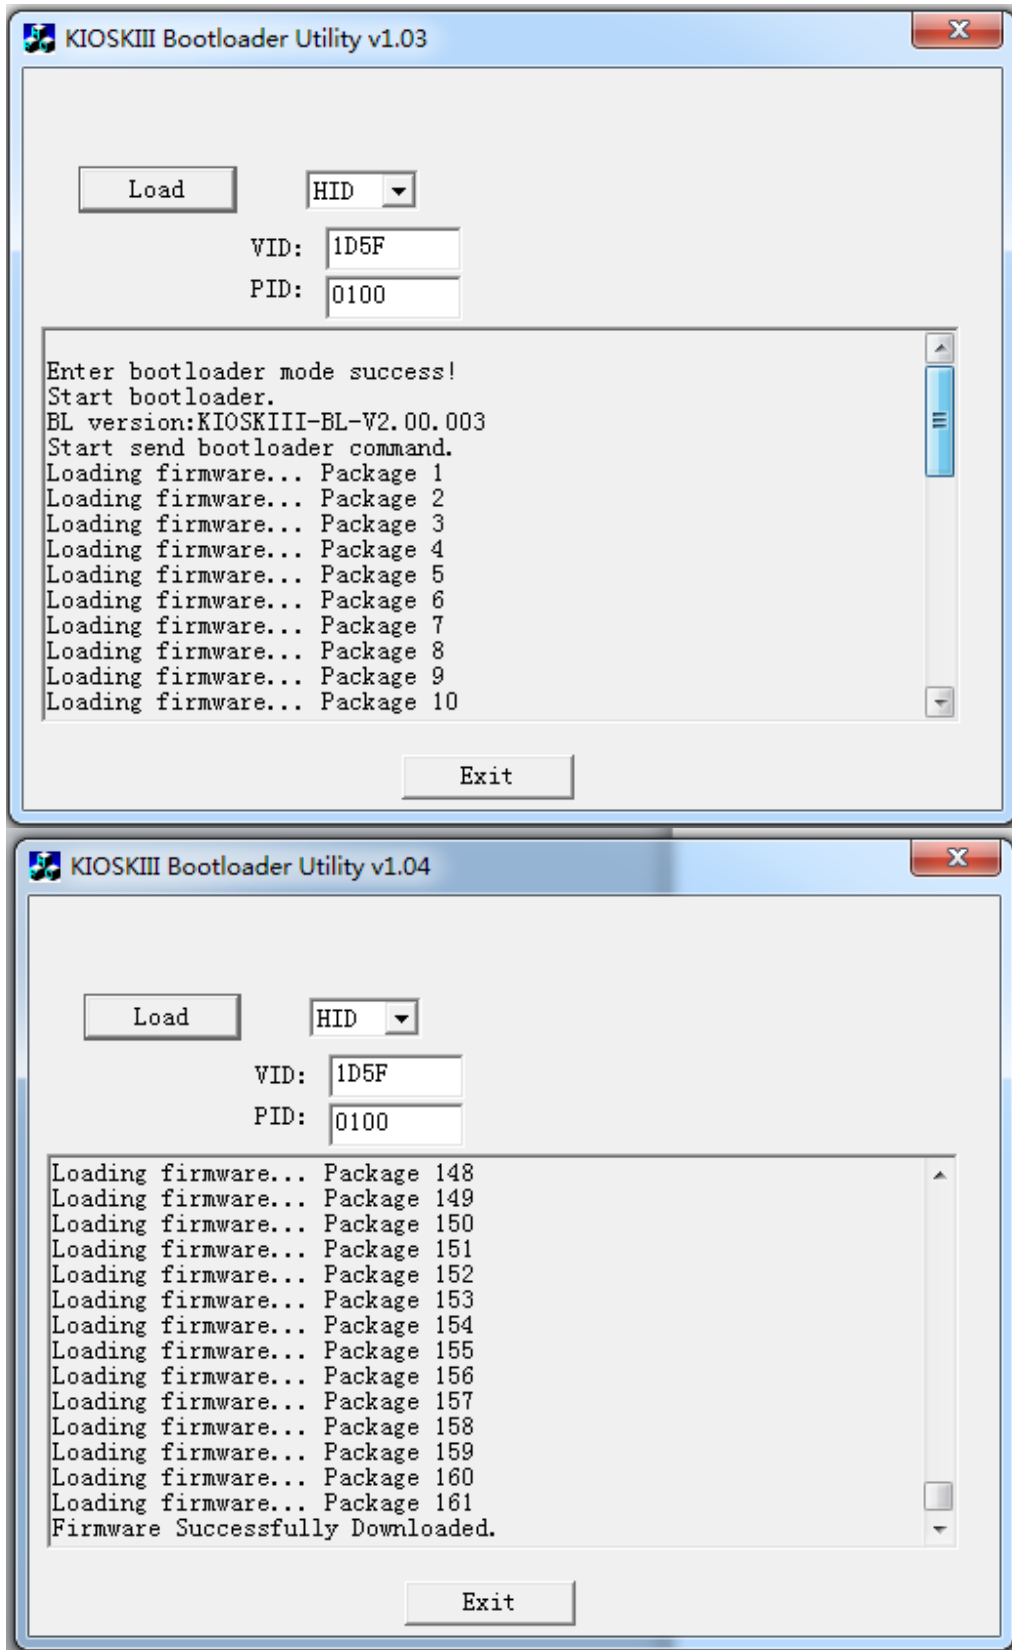 KIOSKIII Bootloader Utility v1.03
Load
HID
VID: 1D5F
PID: 0100
Enter bootloader mode success!
Start bootloader.
BL version:KIOSKIII-BL-V2.00.003
Start send bootloader command.
Loading firmware... Package 1
Loading firmware... Package 2
Loading firmware... Package 3
Loading firmware... Package 4
Loading firmware... Package 5
Loading firmware... Package 6
Loading firmware... Package 7
Loading firmware... Package 8
Loading firmware... Package 9
Loading firmware... Package 10
Exit
KIOSKIII Bootloader Utility v1.04
Load
HID
VID: 1D5F
PID: 0100
Loading firmware... Package 148
Loading firmware... Package 149
Loading firmware... Package 150
Loading firmware... Package 151
Loading firmware... Package 152
Loading firmware... Package 153
Loading firmware... Package 154
Loading firmware... Package 155
Loading firmware... Package 156
Loading firmware... Package 157
Loading firmware... Package 158
Loading firmware... Package 159
Loading firmware... Package 160
Loading firmware... Package 161
Firmware Successfully Downloaded.
Exit